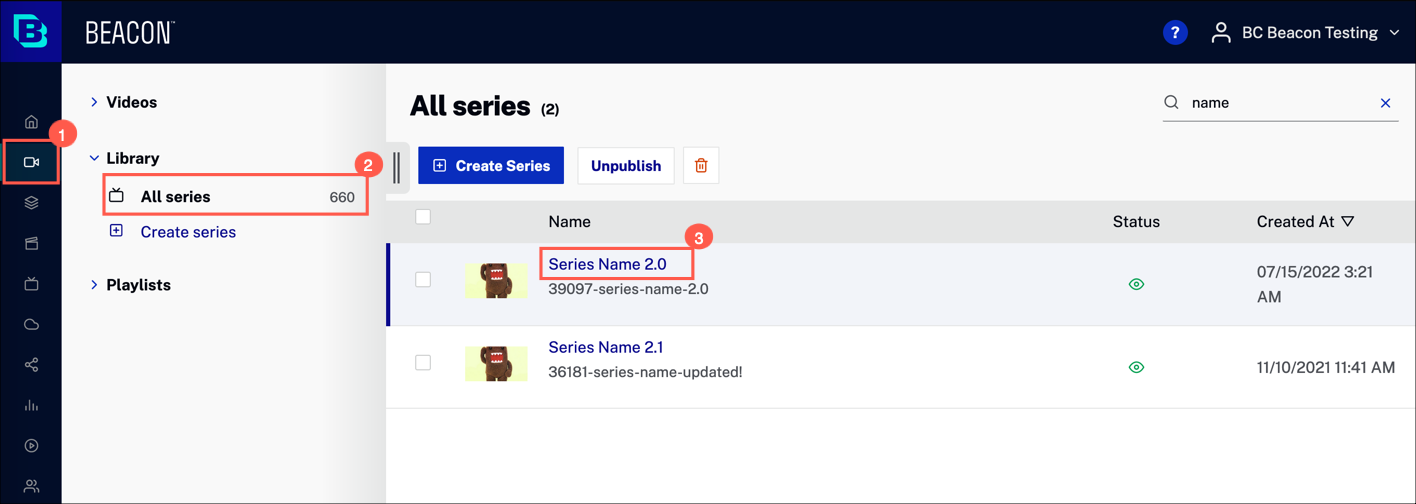 BEACON™
? BC Beacon Testing
Videos
1
Library
2
All series 660
Create series
Playlists
All series (2)
name
Create Series Unpublish
Name Status Created At
3
Series Name 2.0
39097-series-name-2.0
07/15/2022 3:21
AM
Series Name 2.1
36181-series-name-updated!
11/10/2021 11:41 AM